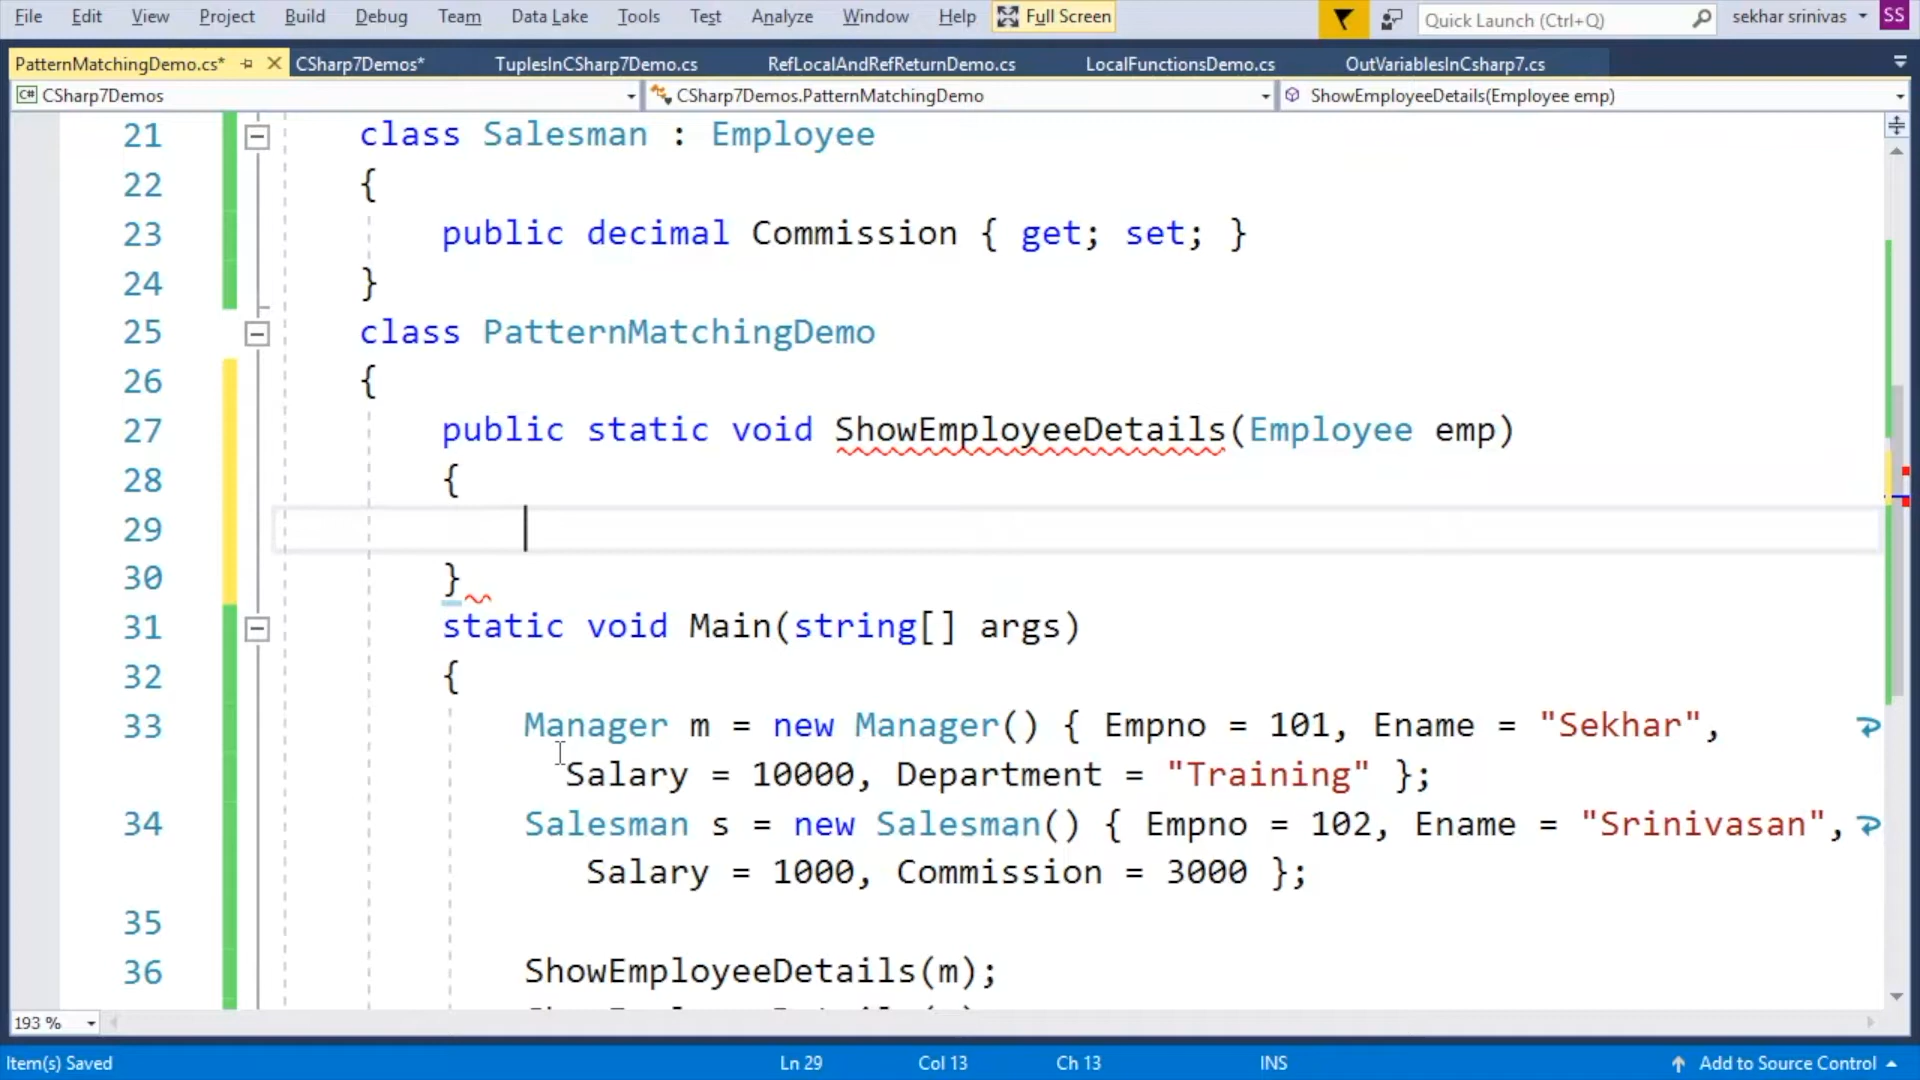 File Edit View Project Build Debug Team Data Lake Tools Test Analyze Window Help Full Screen Quick Launch (Ctrl+Q) sekhar srinivas SS
PatternMatchingDemo.cs* CSharp7Demos* TuplesInCSharp7Demo.cs RefLocalAndRefReturnDemo.cs LocalFunctionsDemo.cs OutVariablesInCsharp7.cs
C# CSharp7Demos CSharp7Demos.PatternMatchingDemo ShowEmployeeDetails(Employee emp)
21 class Salesman : Employee
22 {
23 public decimal Commission { get; set; }
24 }
25 class PatternMatchingDemo
26 {
27 public static void ShowEmployeeDetails(Employee emp)
28 {
29
30 }
31 static void Main(string[] args)
32 {
33 Manager m = new Manager() { Empno = 101, Ename = "Sekhar",
Salary = 10000, Department = "Training" };
34 Salesman s = new Salesman() { Empno = 102, Ename = "Srinivasan",
Salary = 1000, Commission = 3000 };
35
36 ShowEmployeeDetails(m);
193 %
Item(s) Saved Ln 29 Col 13 Ch 13 INS Add to Source Control